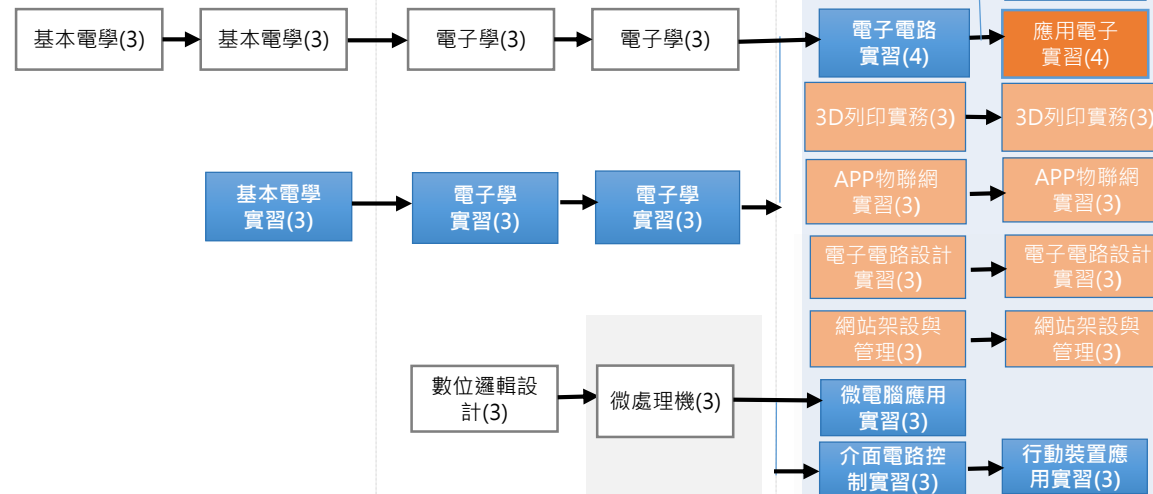 基本電學(3)
基本電學(3)
電子學(3)
電子學(3)
電子電路
實習(4)
應用電子
實習(4)
3D列印實務(3)
3D列印實務(3)
APP物聯網
實習(3)
APP物聯網
實習(3)
基本電學
實習(3)
電子學
實習(3)
電子學
實習(3)
電子電路設計
實習(3)
電子電路設計
實習(3)
網站架設與
管理(3)
網站架設與
管理(3)
數位邏輯設
計(3)
微處理機(3)
微電腦應用
實習(3)
介面電路控
制實習(3)
行動裝置應
用實習(3)